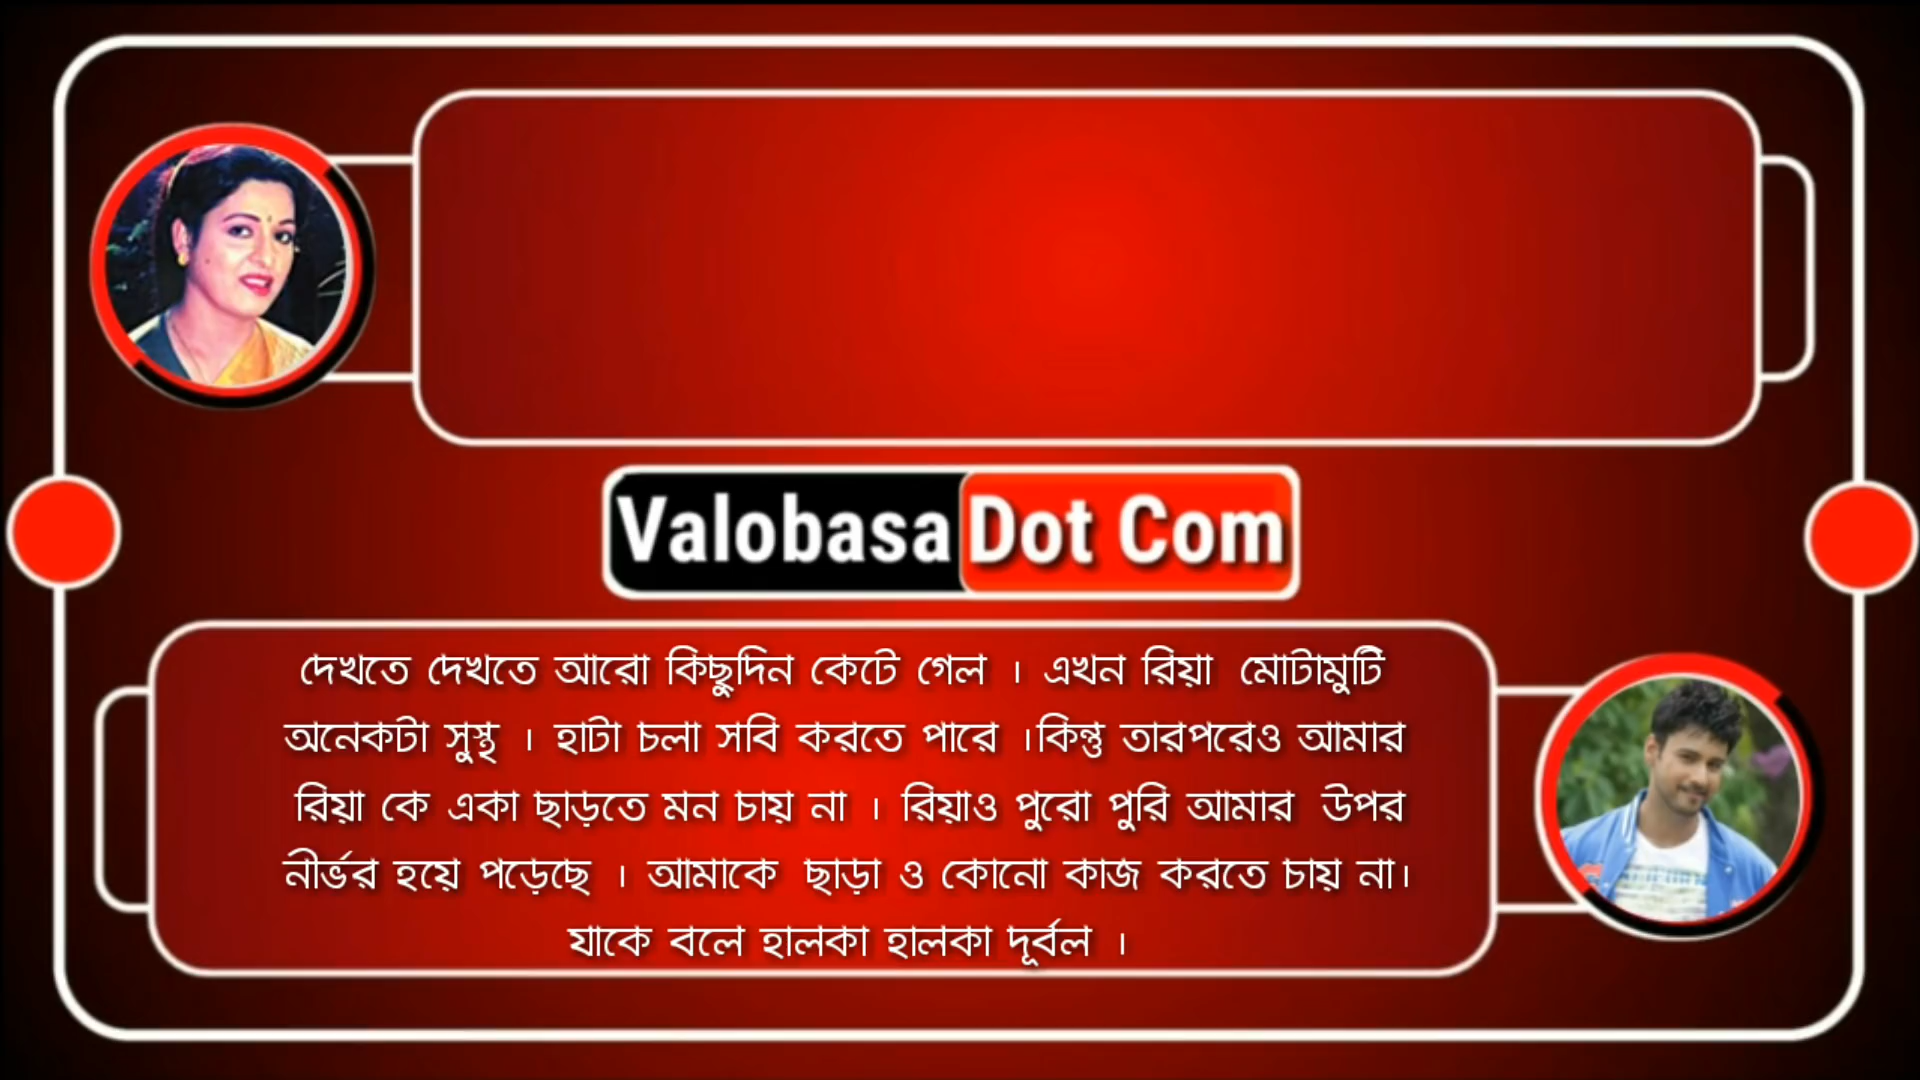 Valobasa Dot Com
দেখতে দেখতে আরো কিছুদিন কেটে গেল । এখন রিয়া মোটামুটি
অনেকটা সুস্থ । হাটা চলা সবি করতে পারে ।কিন্তু তারপরেও আমার
রিয়া কে একা ছাড়তে মন চায় না । রিয়াও পুরো পুরি আমার উপর
নীর্ভর হয়ে পড়েছে । আমাকে ছাড়া ও কোনো কাজ করতে চায় না।
যাকে বলে হালকা হালকা দূর্বল ।